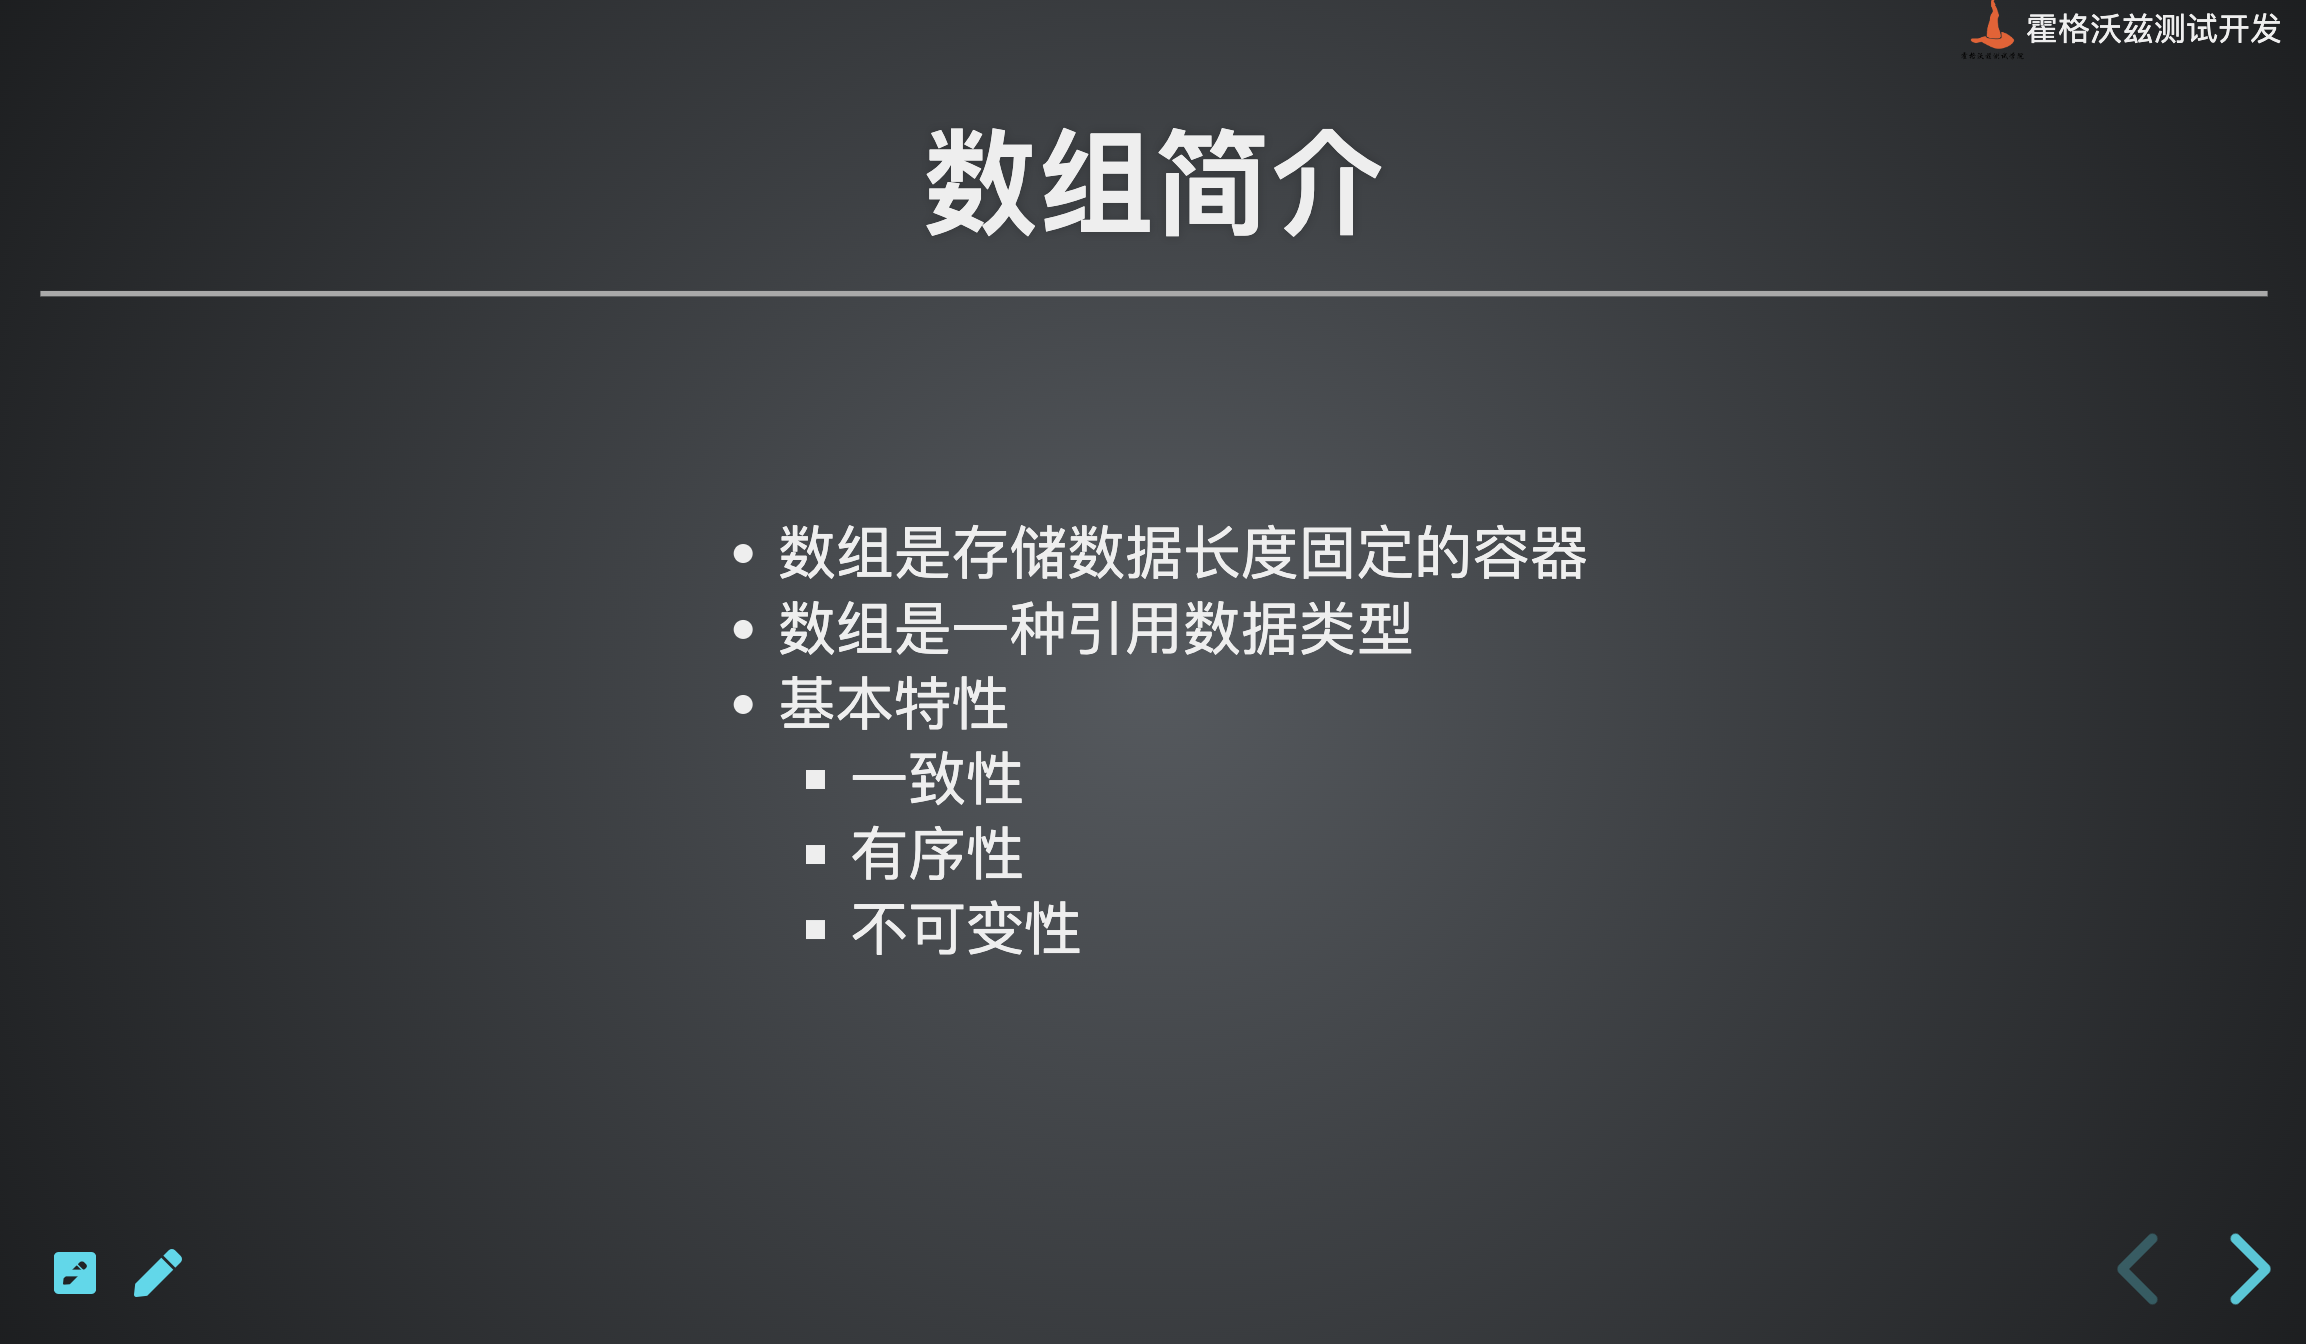 霍格沃兹测试开发
数组简介
数组是存储数据长度固定的容器
数组是一种引用数据类型
基本特性
一致性
有序性
不可变性